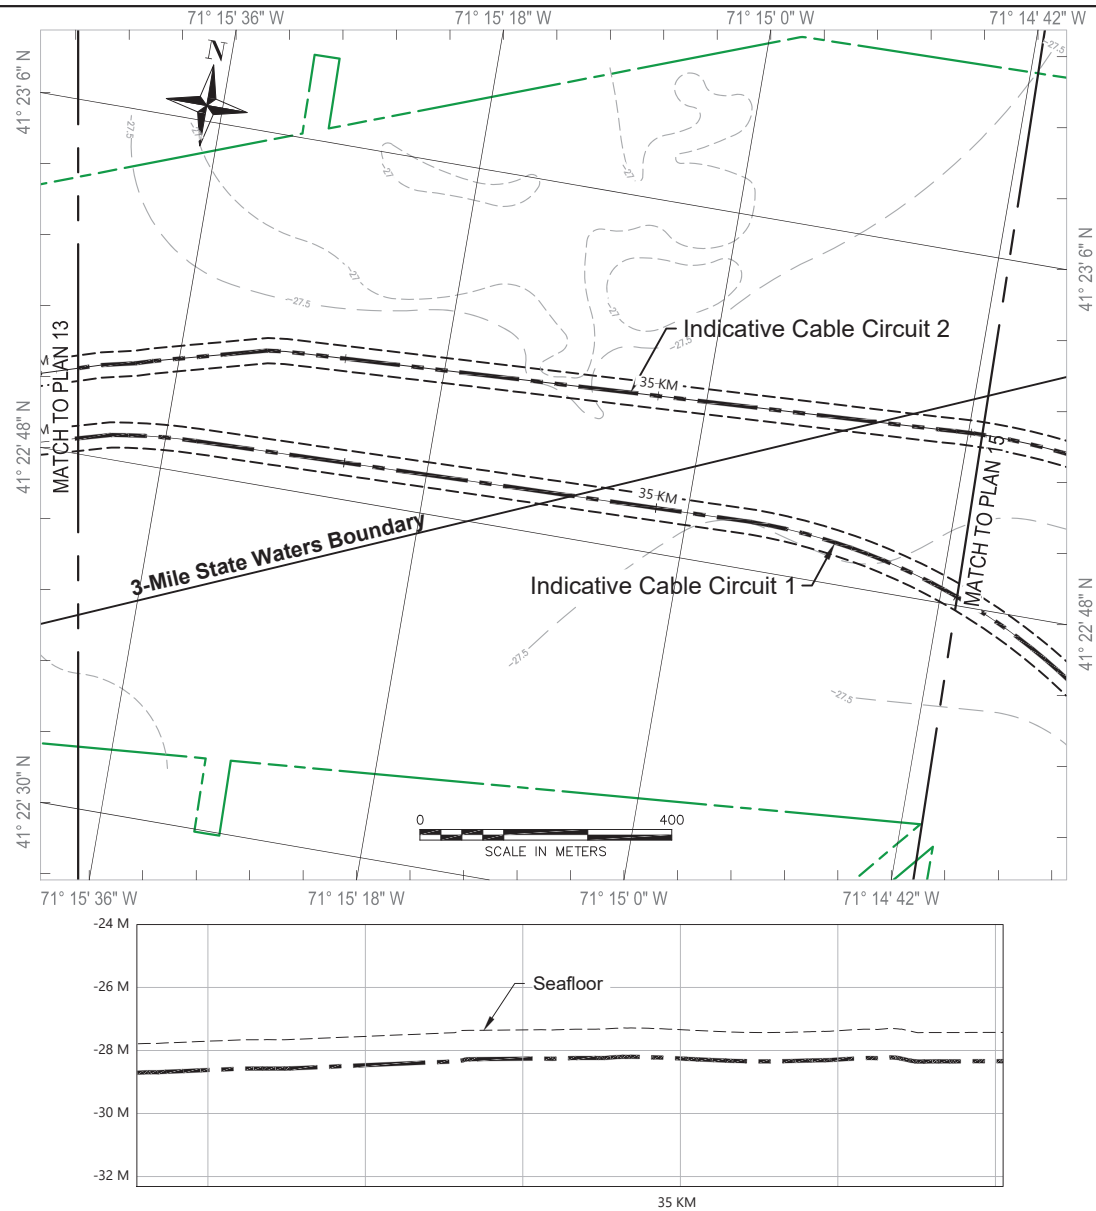 71° 15' 36" W
71° 15' 18" W
71° 15' 0" W
71° 14' 42" W
41° 23' 6" N
N
-27.5
-27.5
-27
-27
-27
-27
-27.5
-27
41° 23' 6" N
Indicative Cable Circuit 2
-27.5
MATCH TO PLAN 13
M
35 KM
M
41° 22' 48" N
35 KM
MATCH TO PLAN 15
3-Mile State Waters Boundary
Indicative Cable Circuit 1
41° 22' 48" N
-27.5
-27.5
41° 22' 30" N
0
400
SCALE IN METERS
71° 15' 36" W
71° 15' 18" W
71° 15' 0" W
71° 14' 42" W
-24 M
-26 M
Seafloor
-28 M
-30 M
-32 M
35 KM